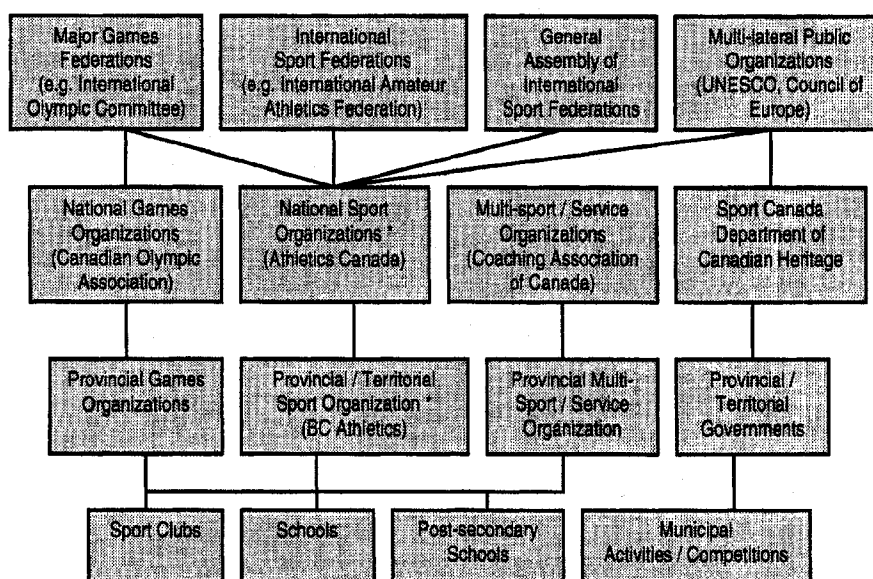 Major Games
Federations
(e.g. International
Olympic Committee)
International
Sport Federations
(e.g. International Amateur
Athletics Federation)
General
Assembly of
International
Sport Federations
Multi-lateral Public
Organizations
(UNESCO, Council of
Europe)
National Games
Organizations
(Canadian Olympic
Association)
National Sport
Organizations *
(Athletics Canada)
Multi-sport / Service
Organizations
(Coaching Association
of Canada)
Sport Canada
Department of
Canadian Heritage
Provincial Games
Organizations
Provincial / Territorial
Sport Organization *
(BC Athletics)
Provincial Multi-
Sport / Service
Organization
Provincial /
Territorial
Governments
Sport Clubs
Schools
Post-secondary
Schools
Municipal
Activities / Competitions